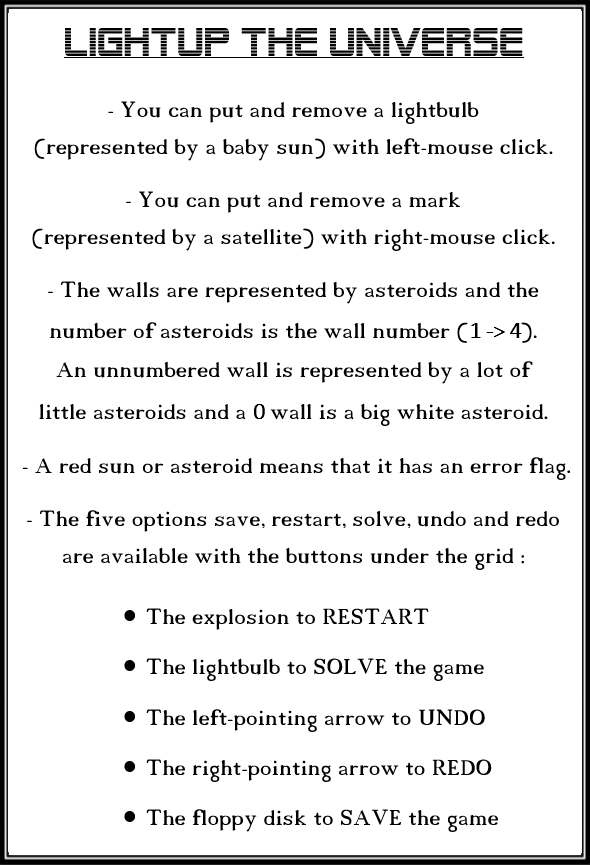 LIGHTUP THE UNIVERSE
- You can put and remove a lightbulb
(represented by a baby sun) with left-mouse click.
- You can put and remove a mark
(represented by a satellite) with right-mouse click.
- The walls are represented by asteroids and the
number of asteroids is the wall number (1 -> 4).
An unnumbered wall is represented by a lot of
little asteroids and a 0 wall is a big white asteroid.
- A red sun or asteroid means that it has an error flag.
- The five options save, restart, solve, undo and redo
are available with the buttons under the grid :
• The explosion to RESTART
• The lightbulb to SOLVE the game
• The left-pointing arrow to UNDO
• The right-pointing arrow to REDO
• The floppy disk to SAVE the game